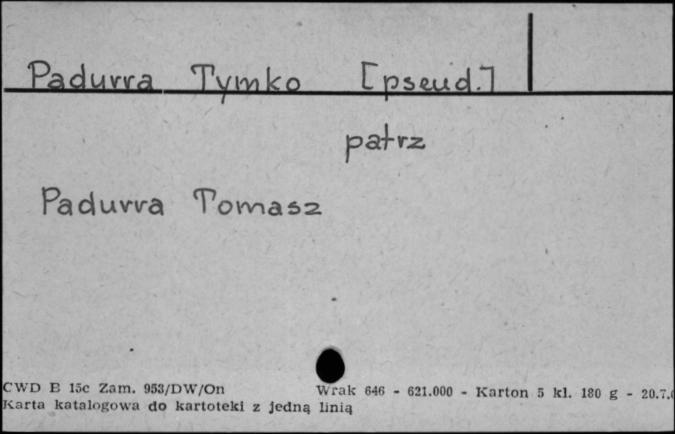 Padurra Tymko [pseud.]
patrz
Padurra Tomasz
CWD E 15c Zam. 953/DW/On Wrak 646 - 621.000 - Karton 5 kl. 180 g - 20.7.
Karta katalogowa do kartoteki z jedną linią